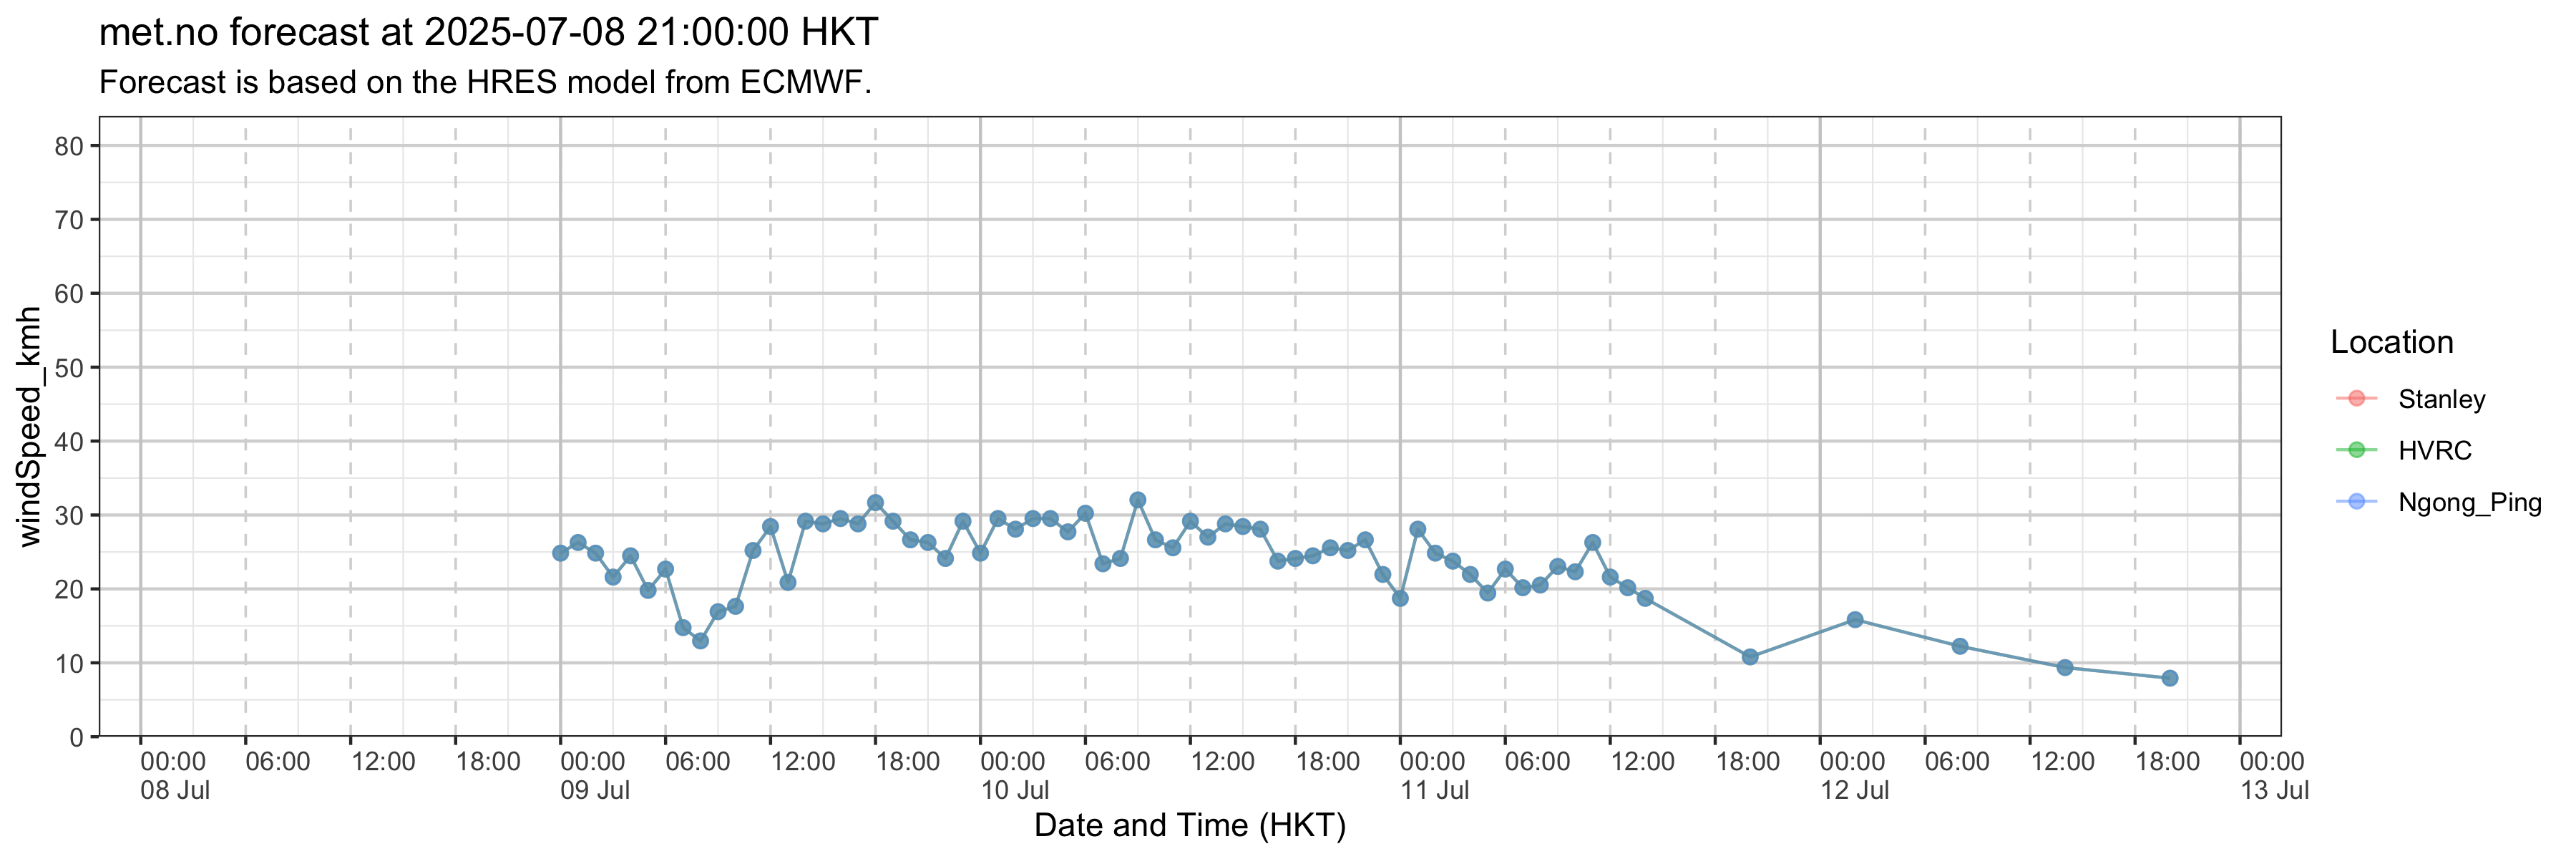 met.no forecast at 2025-07-08 21:00:00 HKT
Forecast is based on the HRES model from ECMWF.
windSpeed_kmh
80
70
60
50
40
30
20
10
0
00:00 06:00 12:00 18:00 00:00 06:00 12:00 18:00 00:00 06:00 12:00 18:00 00:00 06:00 12:00 18:00 00:00 06:00 12:00 18:00 00:00
08 Jul 09 Jul 10 Jul 11 Jul 12 Jul 13 Jul
Date and Time (HKT)
Location
Stanley
HVRC
Ngong_Ping